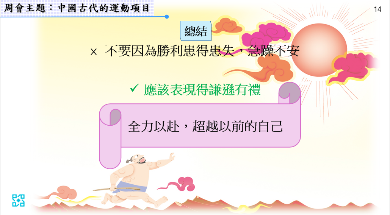 周會主題：中國古代的運動項目
14
總結
× 不要因為勝利患得患失，急躁不安
✓ 應該表現得謙遜有禮
全力以赴，超越以前的自己